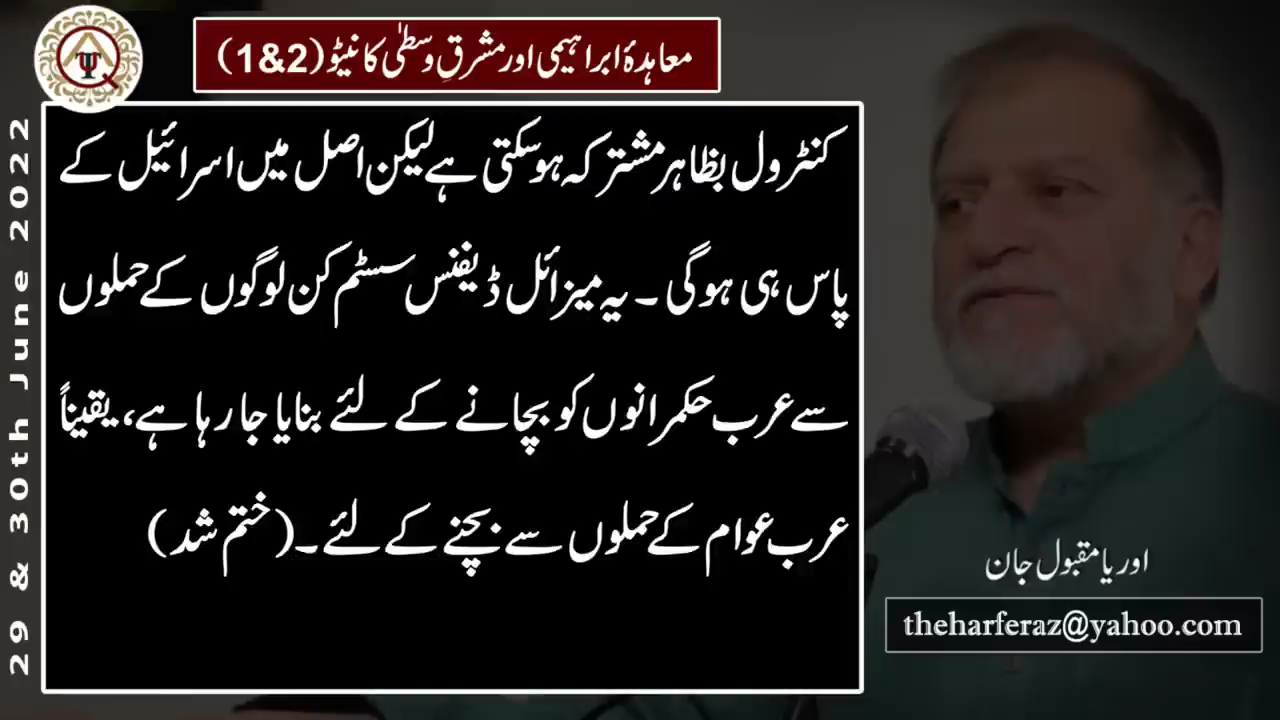 معاہدۂ ابراہیمی اور مشرقِ وسطیٰ کا نیٹو (1&2)
کنٹرول بظاہر مشترکہ ہو سکتی ہے لیکن اصل میں اسرائیل کے
پاس ہی ہوگی ۔ یہ میزائل ڈیفنس سسٹم کن لوگوں کے حملوں
سے عرب حکمرانوں کو بچانے کے لئے بنایا جا رہا ہے، یقیناً
عرب عوام کے حملوں سے بچنے کے لئے ۔ (ختم شد)
29 & 30th June 2022
اوریا مقبول جان
theharferaz@yahoo.com